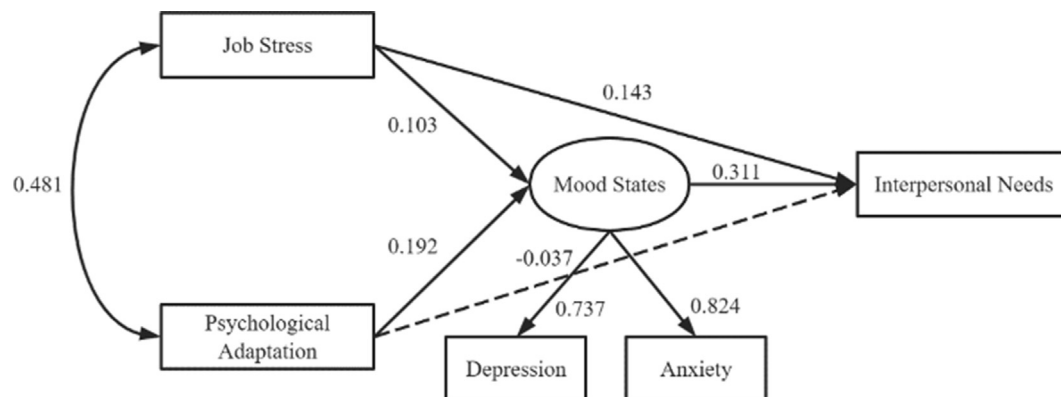 Job Stress
0.143
0.103
0.481
Mood States
0.311
Interpersonal Needs
0.192
-0.037
Psychological
Adaptation
0.737
0.824
Depression
Anxiety